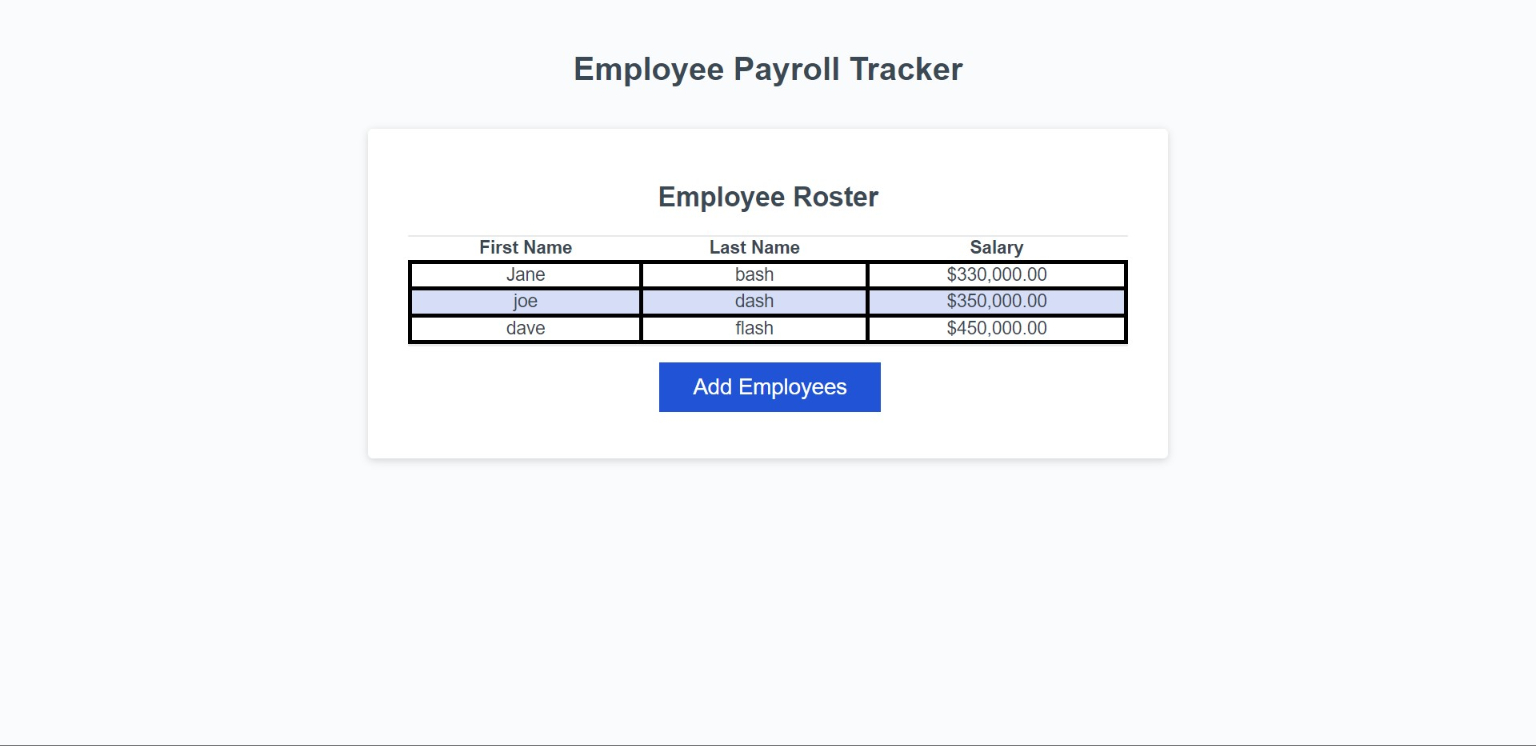 Employee Payroll Tracker
Employee Roster
First Name Last Name Salary
Jane bash $330,000.00
joe dash $350,000.00
dave flash $450,000.00
Add Employees